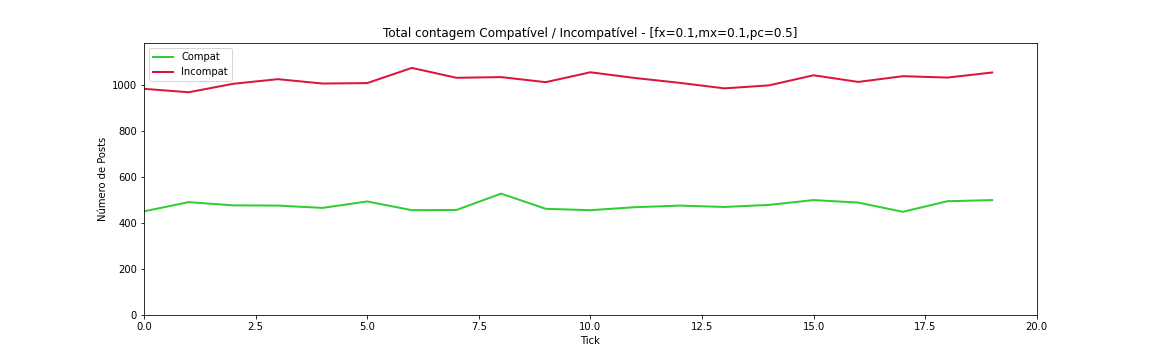 Total contagem Compatível / Incompatível - [fx=0.1,mx=0.1,pc=0.5]
Compat
Incompat
Número de Posts
1000
800
600
400
200
0
0.0 2.5 5.0 7.5 10.0 12.5 15.0 17.5 20.0
Tick